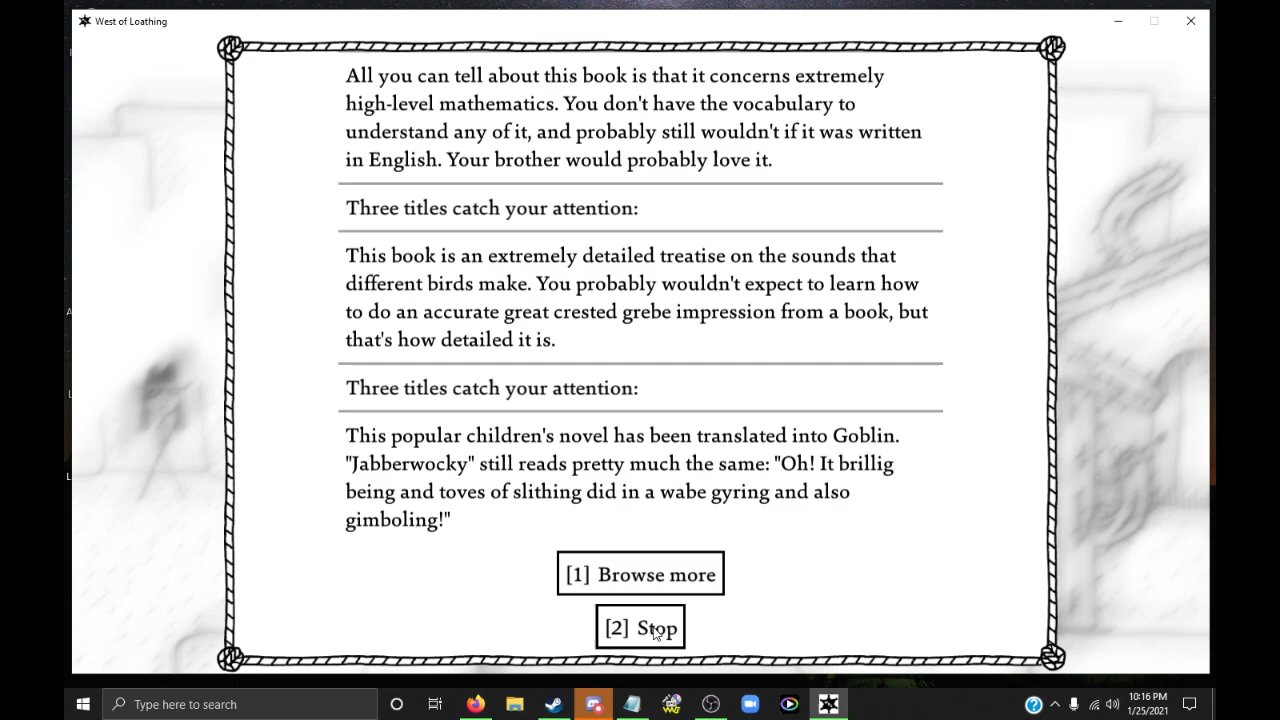 West of Loathing
All you can tell about this book is that it concerns extremely
high-level mathematics. You don't have the vocabulary to
understand any of it, and probably still wouldn't if it was written
in English. Your brother would probably love it.
Three titles catch your attention:
This book is an extremely detailed treatise on the sounds that
different birds make. You probably wouldn't expect to learn how
to do an accurate great crested grebe impression from a book, but
that's how detailed it is.
Three titles catch your attention:
This popular children's novel has been translated into Goblin.
"Jabberwocky" still reads pretty much the same: "Oh! It brillig
being and toves of slithing did in a wabe gyring and also
gimboling!"
[1] Browse more
[2] Stop
Type here to search
10:16 PM
1/25/2021